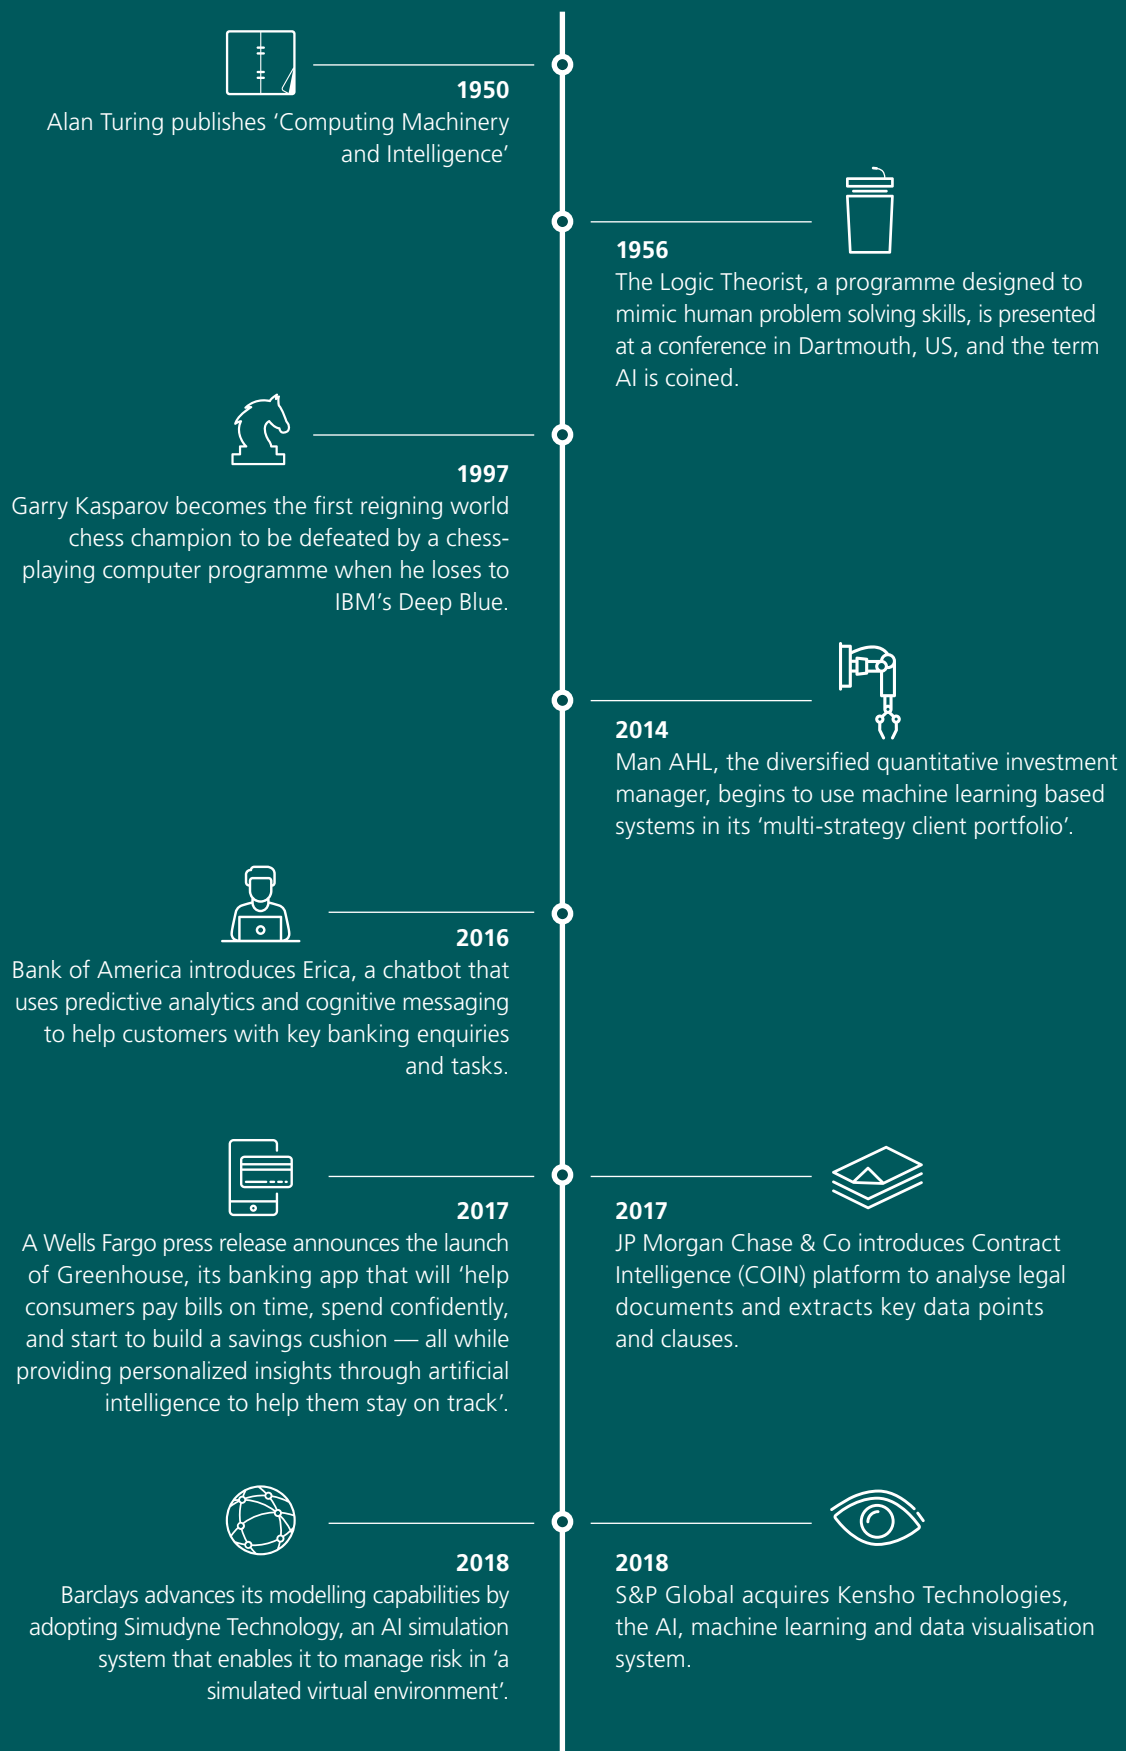 1950
Alan Turing publishes ‘Computing Machinery
and Intelligence’
1956
The Logic Theorist, a programme designed to
mimic human problem solving skills, is presented
at a conference in Dartmouth, US, and the term
AI is coined.
1997
Garry Kasparov becomes the first reigning world
chess champion to be defeated by a chess-
playing computer programme when he loses to
IBM’s Deep Blue.
2014
Man AHL, the diversified quantitative investment
manager, begins to use machine learning based
systems in its ‘multi-strategy client portfolio’.
2016
Bank of America introduces Erica, a chatbot that
uses predictive analytics and cognitive messaging
to help customers with key banking enquiries
and tasks.
2017
A Wells Fargo press release announces the launch
of Greenhouse, its banking app that will ‘help
consumers pay bills on time, spend confidently,
and start to build a savings cushion — all while
providing personalized insights through artificial
intelligence to help them stay on track’.
2017
JP Morgan Chase & Co introduces Contract
Intelligence (COIN) platform to analyse legal
documents and extracts key data points
and clauses.
2018
Barclays advances its modelling capabilities by
adopting Simudyne Technology, an AI simulation
system that enables it to manage risk in ‘a
simulated virtual environment’.
2018
S&P Global acquires Kensho Technologies,
the AI, machine learning and data visualisation
system.